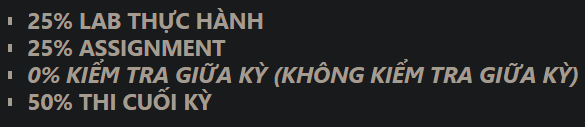 25% LAB THỰC HÀNH
25% ASSIGNMENT
0% KIỂM TRA GIỮA KỲ (KHÔNG KIỂM TRA GIỮA KỲ)
50% THI CUỐI KỲ